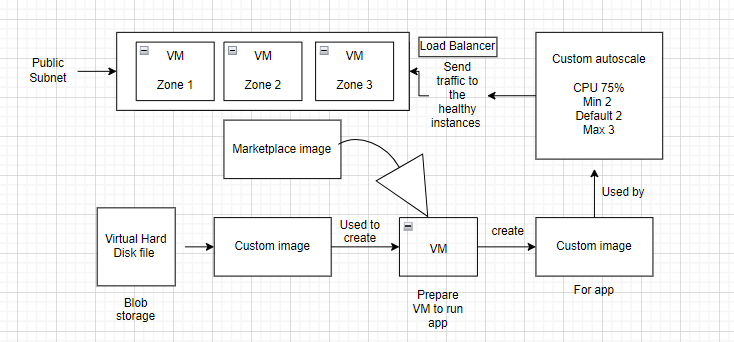 Public
Subnet
VM
Zone 1
VM
Zone 2
VM
Zone 3
Load Balancer
Send
traffic to
the
healthy
instances
Custom autoscale
CPU 75%
Min 2
Default 2
Max 3
Marketplace image
Used by
Virtual Hard
Disk file
Blob
storage
Custom image
Used to
create
VM
Prepare
VM to run
app
create
Custom image
For app